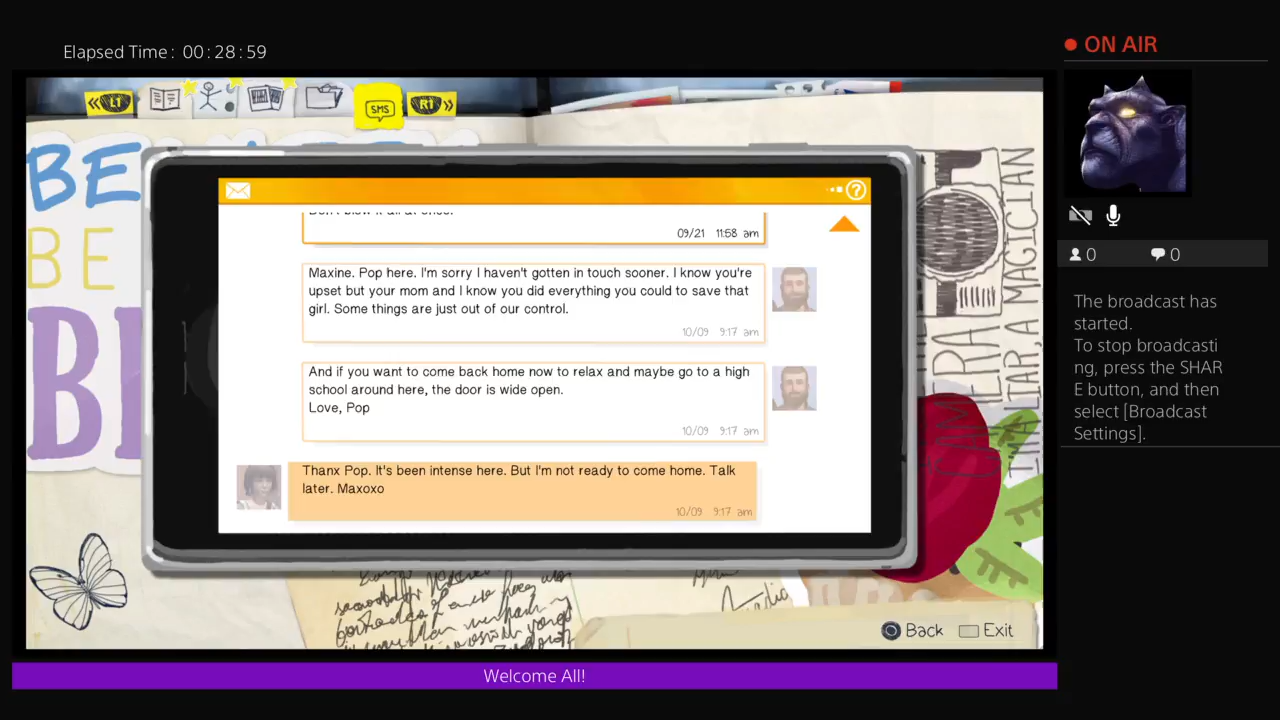 Elapsed Time: 00:28:59
ON AIR
LT
SMS
R1
BE
BE
09/21 11:58 am
Maxine. Pop here. I'm sorry I haven't gotten in touch sooner. I know you're
upset but your mom and I know you did everything you could to save that
girl. Some things are just out of our control.
10/09 9:17 am
And if you want to come back home now to relax and maybe go to a high
school around here, the door is wide open.
Love, Pop
10/09 9:17 am
Thanx Pop. It's been intense here. But I'm not ready to come home. Talk
later. Maxoxo
10/09 9:17 am
CAMERA
LIAR, A MAGICIAN
0 0
The broadcast has
started.
To stop broadcasti
ng, press the SHAR
E button, and then
select [Broadcast
Settings].
Back Exit
Welcome All!